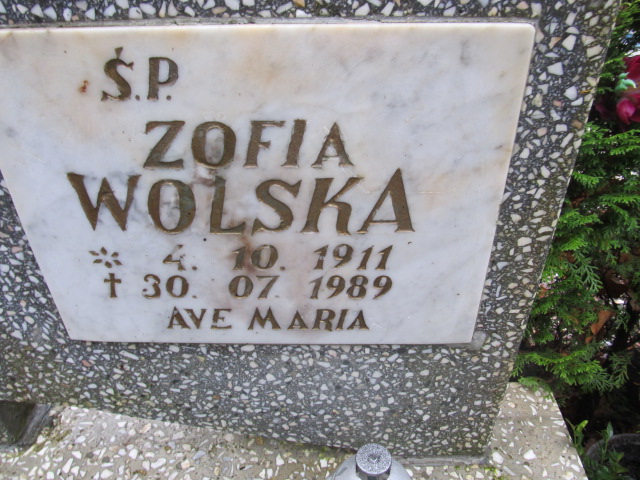 Ś.P.
ZOFIA
WOLSKA
* 4. 10. 1911
† 30. 07. 1989
AVE MARIA